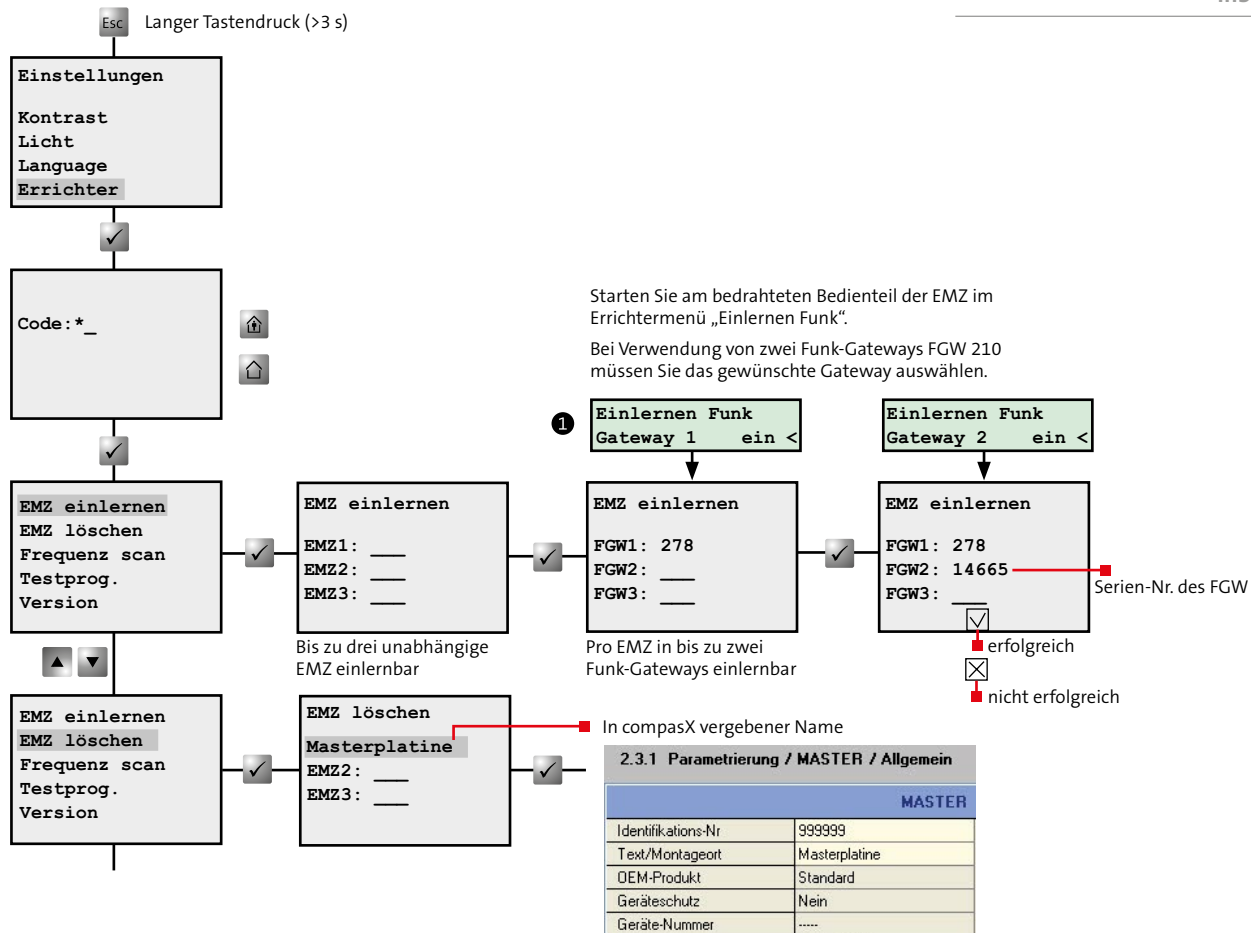 Esc Langer Tastendruck (>3 s)
Einstellungen
Kontrast
Licht
Language
Errichter
Code:*_
Starten Sie am bedrahteten Bedienteil der EMZ im
Errichtermenü „Einlernen Funk“.
Bei Verwendung von zwei Funk-Gateways FGW 210
müssen Sie das gewünschte Gateway auswählen.
1
Einlernen Funk
Gateway 1 ein <
Einlernen Funk
Gateway 2 ein <
EMZ einlernen
EMZ löschen
Frequenz scan
Testprog.
Version
EMZ einlernen
EMZ1: ___
EMZ2: ___
EMZ3: ___
Bis zu drei unabhängige
EMZ einlernbar
EMZ einlernen
FGW1: 278
FGW2: ___
FGW3: ___
Pro EMZ in bis zu zwei
Funk-Gateways einlernbar
EMZ einlernen
FGW1: 278
FGW2: 14665
FGW3: ___
Serien-Nr. des FGW
erfolgreich
nicht erfolgreich
EMZ einlernen
EMZ löschen
Frequenz scan
Testprog.
Version
EMZ löschen
Masterplatine
EMZ2: ___
EMZ3: ___
In compasX vergebener Name
2.3.1 Parametrierung / MASTER / Allgemein
MASTER
Identifikations-Nr 999999
Text/Montageort Masterplatine
OEM-Produkt Standard
Geräteschutz Nein
Geräte-Nummer -----